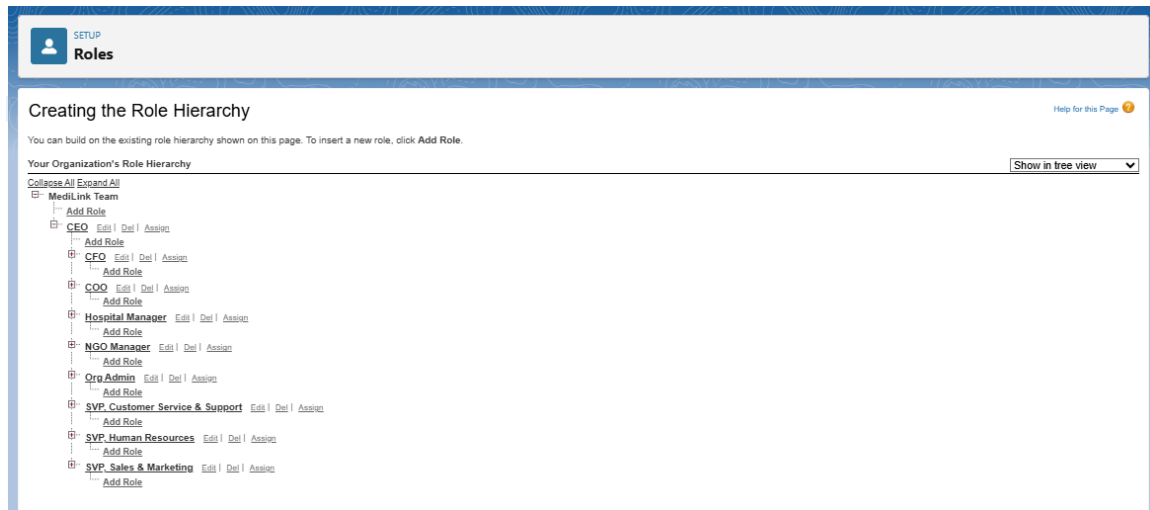 SETUP
Roles
Creating the Role Hierarchy
Help for this Page ?
You can build on the existing role hierarchy shown on this page. To insert a new role, click Add Role.
Your Organization's Role Hierarchy
Show in tree view
Collapse All Expand All
MediLink Team
Add Role
CEO Edit | Del | Assign
Add Role
CFO Edit | Del | Assign
Add Role
COO Edit | Del | Assign
Add Role
Hospital Manager Edit | Del | Assign
Add Role
NGO Manager Edit | Del | Assign
Add Role
Org Admin Edit | Del | Assign
Add Role
SVP, Customer Service & Support Edit | Del | Assign
Add Role
SVP, Human Resources Edit | Del | Assign
Add Role
SVP, Sales & Marketing Edit | Del | Assign
Add Role